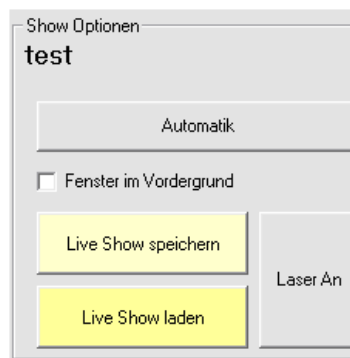 Show Optionen
test
Automatik
Fenster im Vordergrund
Live Show speichern
Laser An
Live Show laden